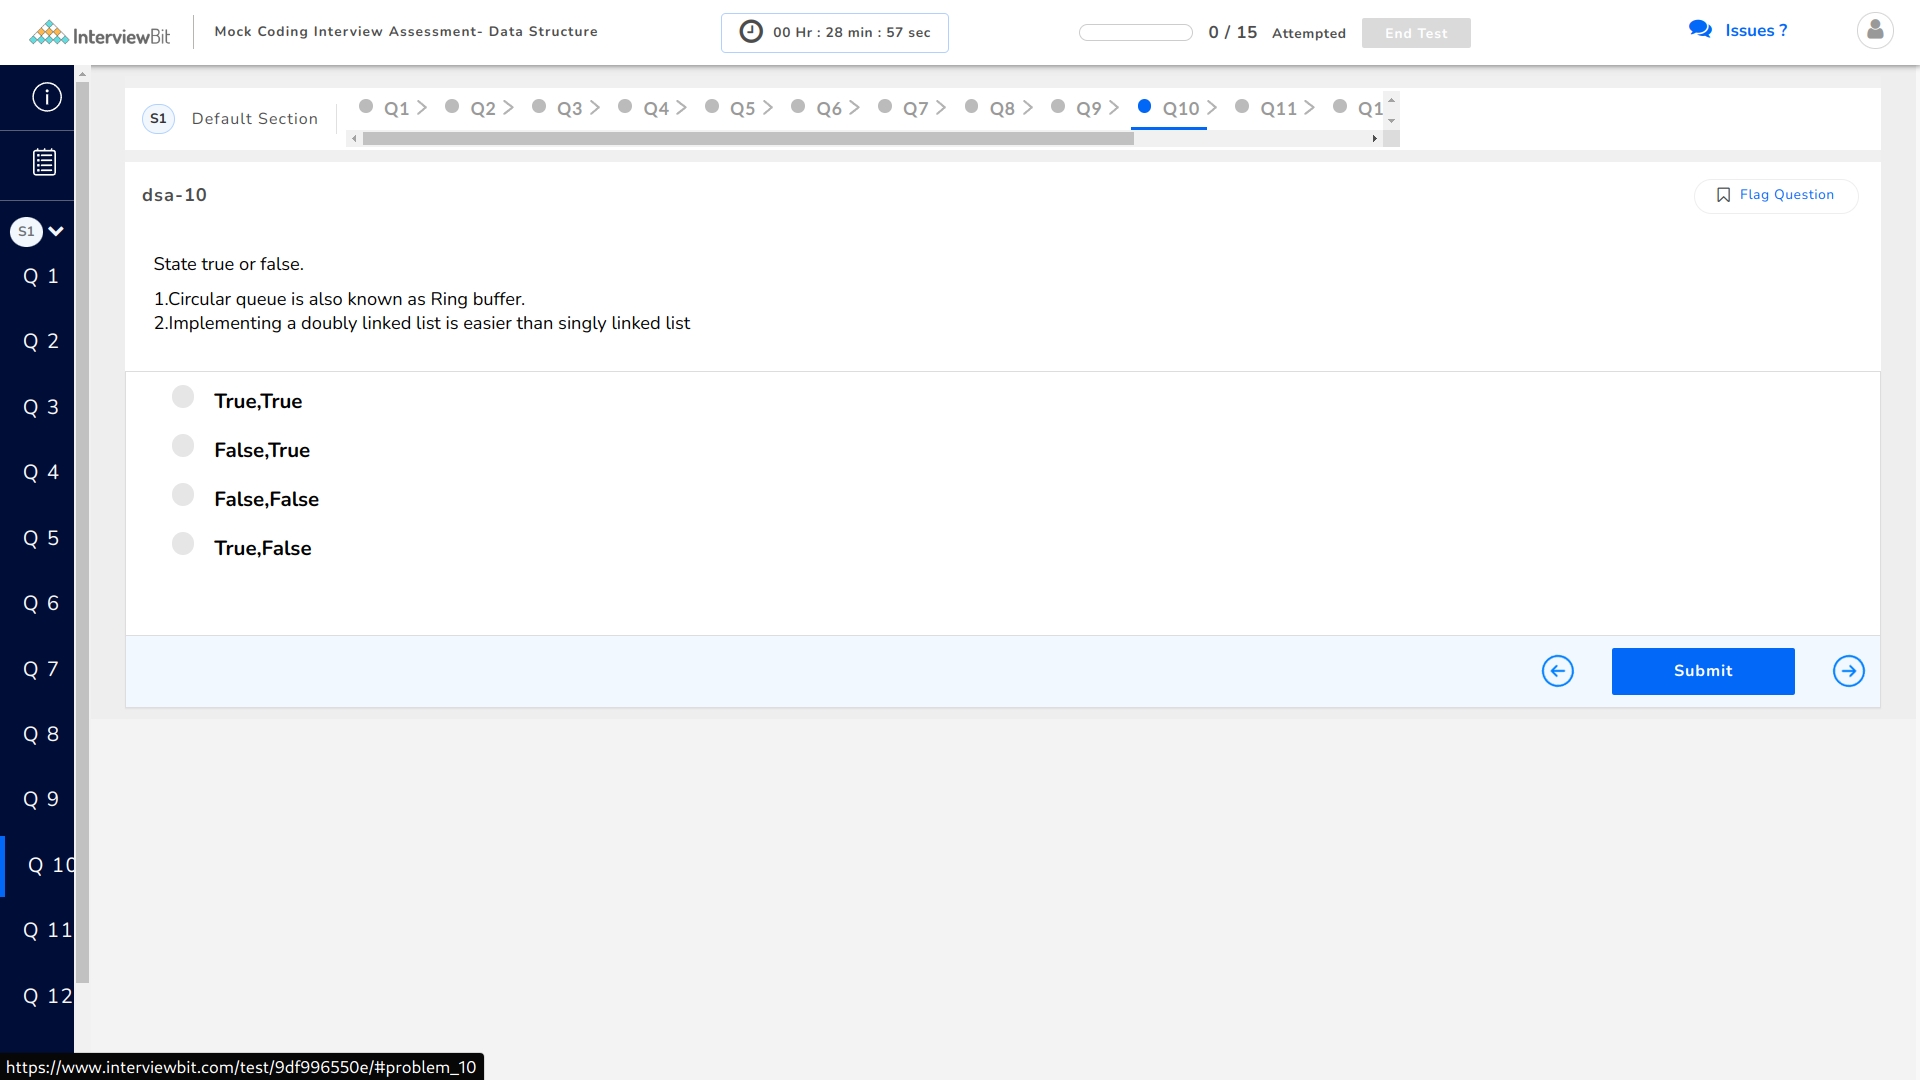 InterviewBit
Mock Coding Interview Assessment- Data Structure
00 Hr : 28 min : 57 sec
0 / 15 Attempted
End Test
Issues ?
S1 Default Section
Q1 Q2 Q3 Q4 Q5 Q6 Q7 Q8 Q9 Q10 Q11 Q1
dsa-10
Flag Question
State true or false.
1.Circular queue is also known as Ring buffer.
2.Implementing a doubly linked list is easier than singly linked list
True,True
False,True
False,False
True,False
Submit
S1
Q 1
Q 2
Q 3
Q 4
Q 5
Q 6
Q 7
Q 8
Q 9
Q 10
Q 11
Q 12
https://www.interviewbit.com/test/9df996550e/#problem_10